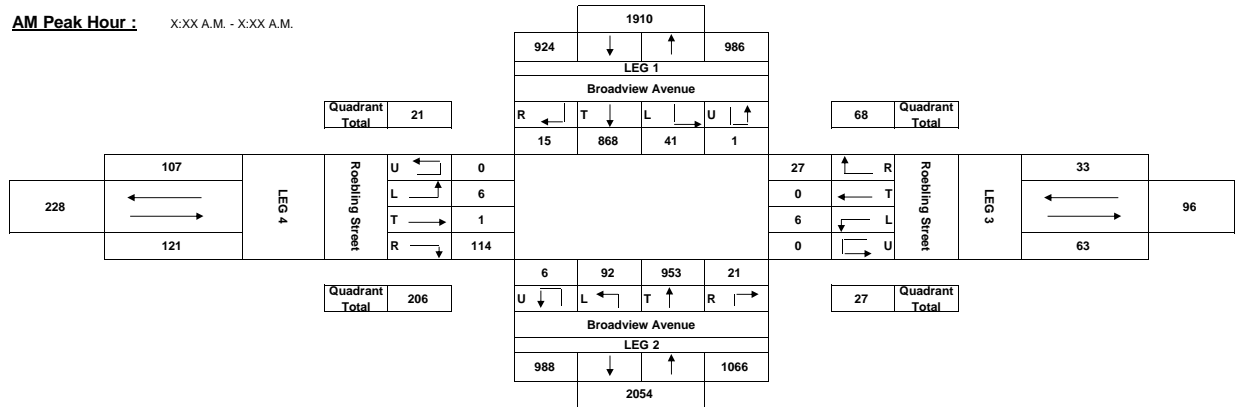 AM Peak Hour : X:XX A.M. - X:XX A.M.
1910
924 986
LEG 1
Broadview Avenue
Quadrant Total 21
R T L U
68 Quadrant Total
15 868 41 1
107
228
121
LEG 4
Roebling Street
U 0
L 6
T 1
R 114
27 R
0 T
6 L
0 U
Roebling Street
LEG 3
33
96
63
6 92 953 21
Quadrant Total 206
U L T R
27 Quadrant Total
Broadview Avenue
LEG 2
988 1066
2054